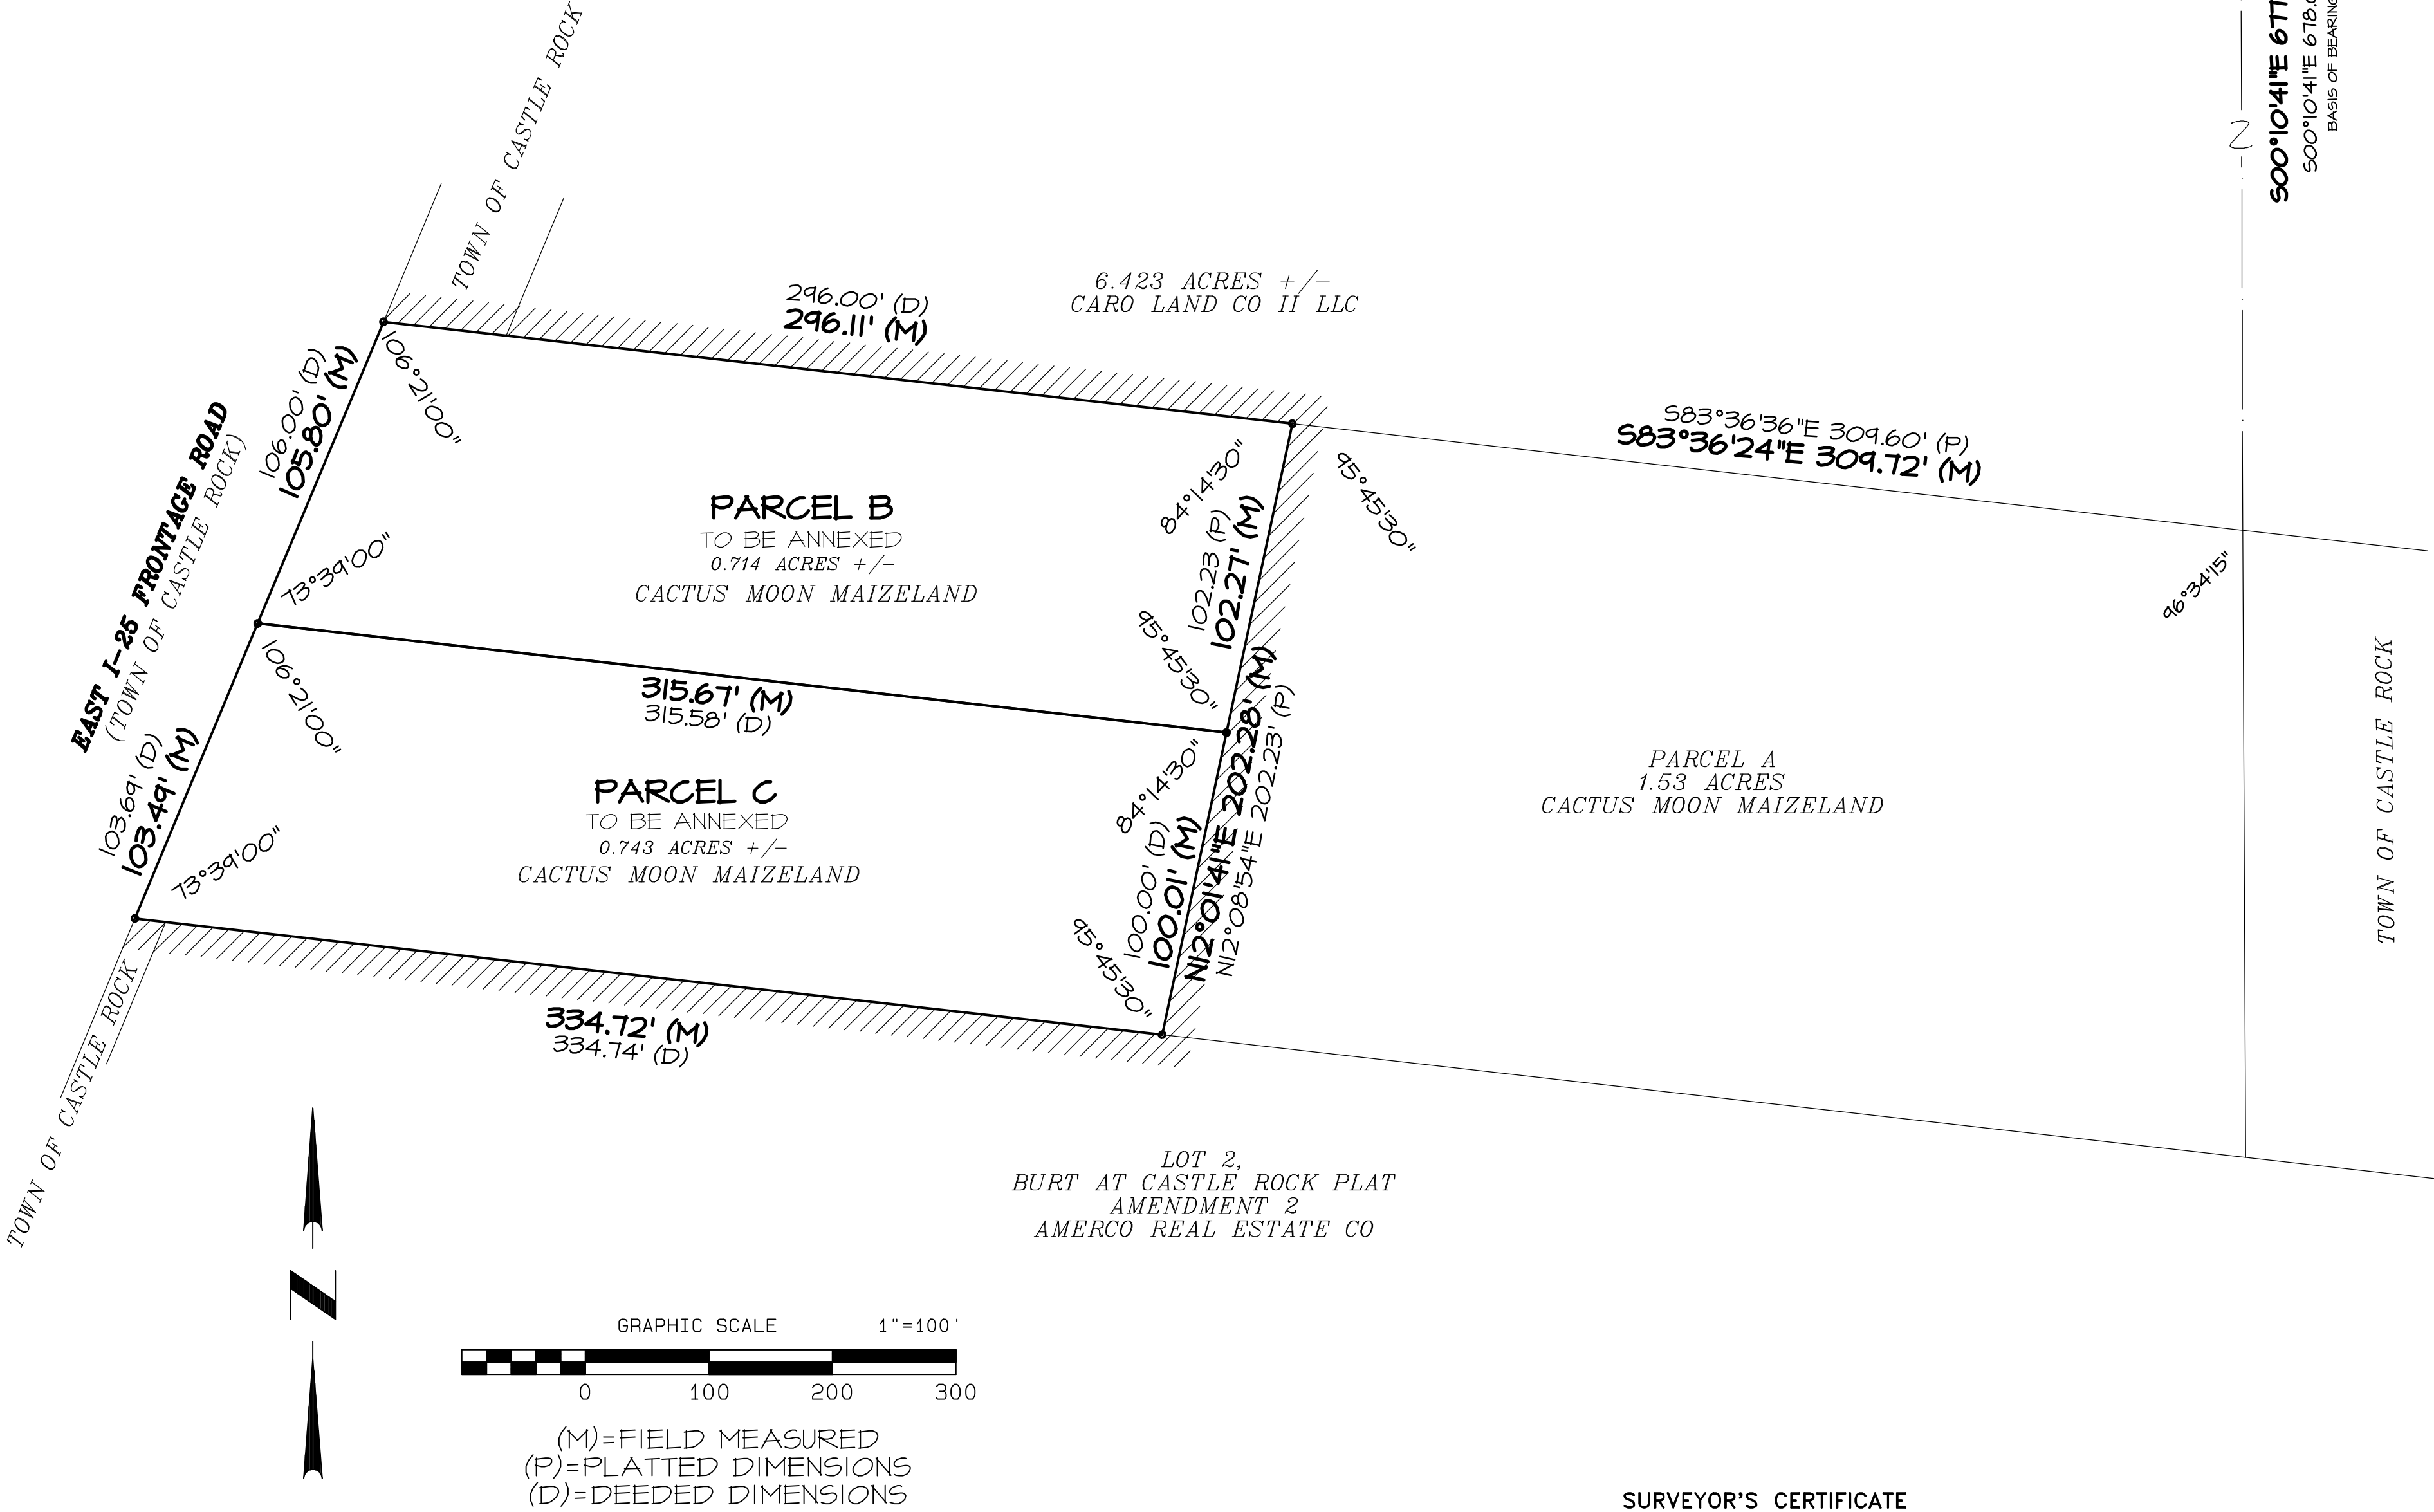 TOWN OF CASTLE ROCK
S00°10'41"E
S00°10'41"E
BASIS OF
6.423 ACRES +/-
CARO LAND CO II LLC
296.00' (D)
296.11' (M)
106°21'00"
106.00' (D)
105.80' (M)
EAST I-25 FRONTAGE ROAD
(TOWN OF CASTLE ROCK)
S83°36'36"E 309.60' (P)
S83°36'24"E 309.72' (M)
84°14'30"
95°45'30"
PARCEL B
TO BE ANNEXED
0.714 ACRES +/-
CACTUS MOON MAIZELAND
102.23 (P)
102.27' (M)
73°39'00"
96°34'15"
95°45'30"
106°21'00"
315.67' (M)
315.58' (D)
N12°01'41"E 202.28' (M)
N12°08'54"E 202.23' (P)
TOWN OF CASTLE ROCK
PARCEL A
1.53 ACRES
CACTUS MOON MAIZELAND
84°14'30"
PARCEL C
TO BE ANNEXED
0.743 ACRES +/-
CACTUS MOON MAIZELAND
103.69' (D)
103.49' (M)
73°39'00"
100.00' (D)
100.01' (M)
95°45'30"
334.72' (M)
334.74' (D)
TOWN OF CASTLE ROCK
LOT 2,
BURT AT CASTLE ROCK PLAT
AMENDMENT 2
AMERCO REAL ESTATE CO
N
GRAPHIC SCALE 1"=100'
0 100 200 300
(M)=FIELD MEASURED
(P)=PLATTED DIMENSIONS
(D)=DEEDED DIMENSIONS
SURVEYOR'S CERTIFICATE